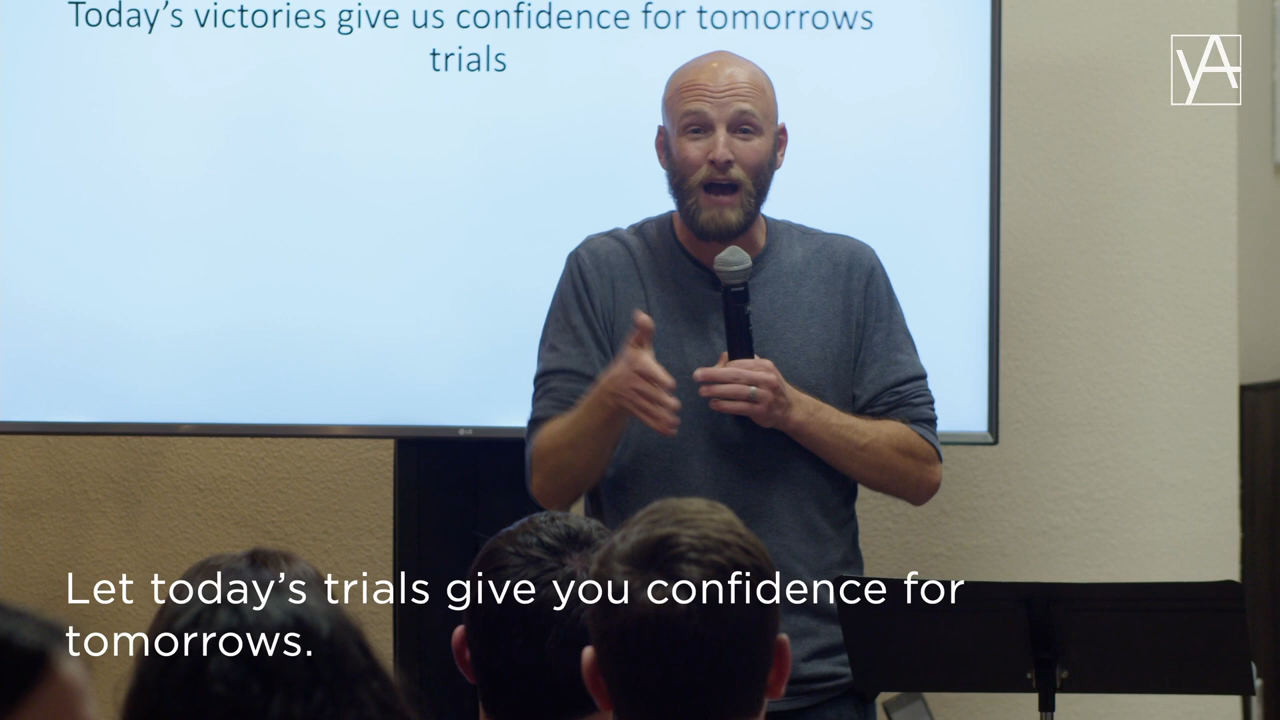 Today's victories give us confidence for tomorrows
trials
yA
Let today's trials give you confidence for
tomorrows.